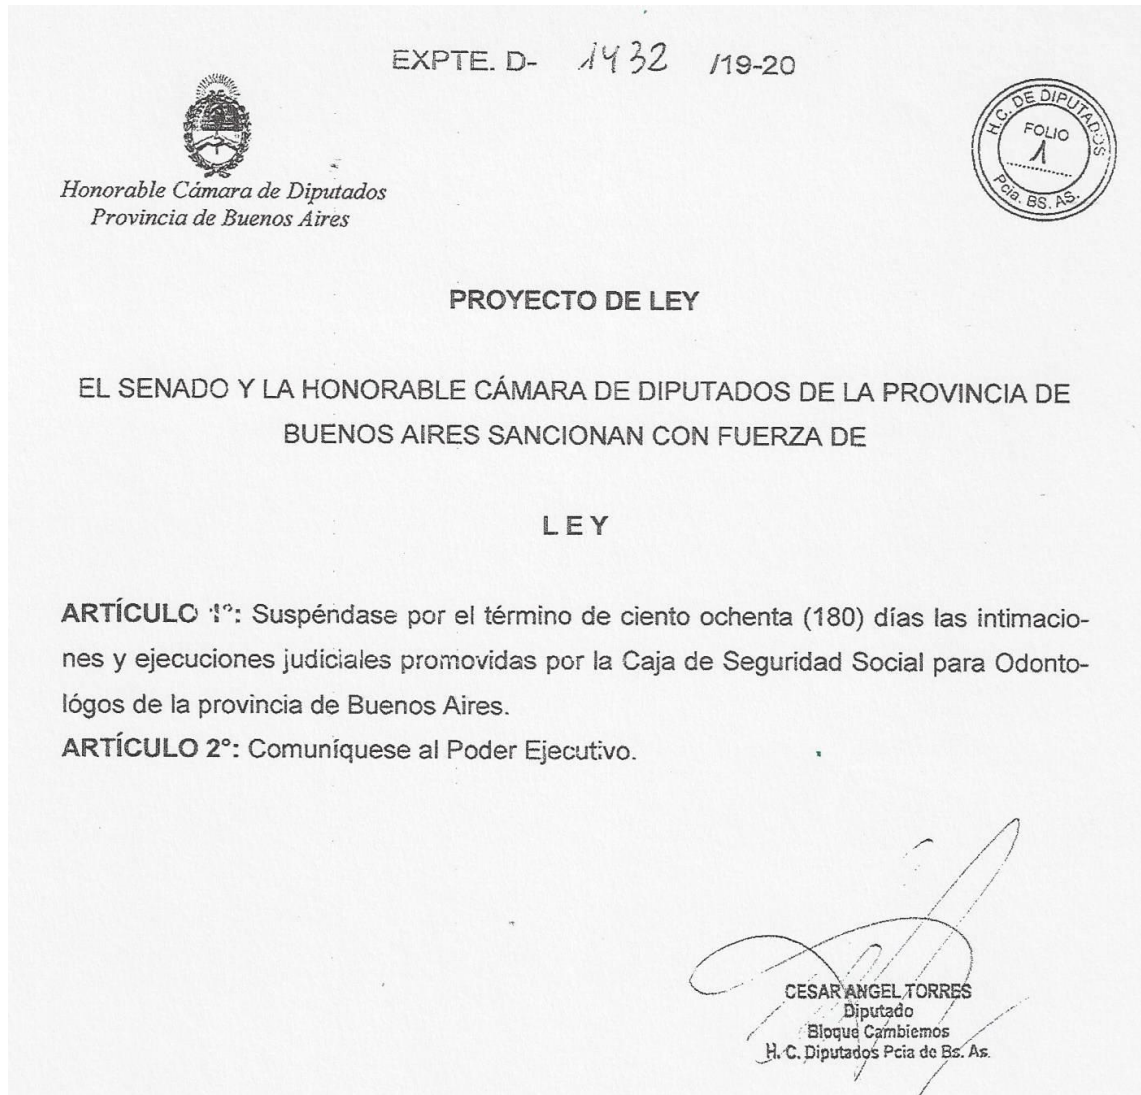 EXPTE. D- 1432 /19-20
H.C. DE DIPUTADOS
FOLIO
1
Pcia. BS. AS.
Honorable Cámara de Diputados
Provincia de Buenos Aires
PROYECTO DE LEY
EL SENADO Y LA HONORABLE CÁMARA DE DIPUTADOS DE LA PROVINCIA DE
BUENOS AIRES SANCIONAN CON FUERZA DE
L E Y
ARTÍCULO 1°: Suspéndase por el término de ciento ochenta (180) días las intimacio-
nes y ejecuciones judiciales promovidas por la Caja de Seguridad Social para Odonto-
lógos de la provincia de Buenos Aires.
ARTÍCULO 2°: Comuníquese al Poder Ejecutivo.
CESAR ANGEL TORRES
Diputado
Bloque Cambiemos
H. C. Diputados Pcia de Bs. As.